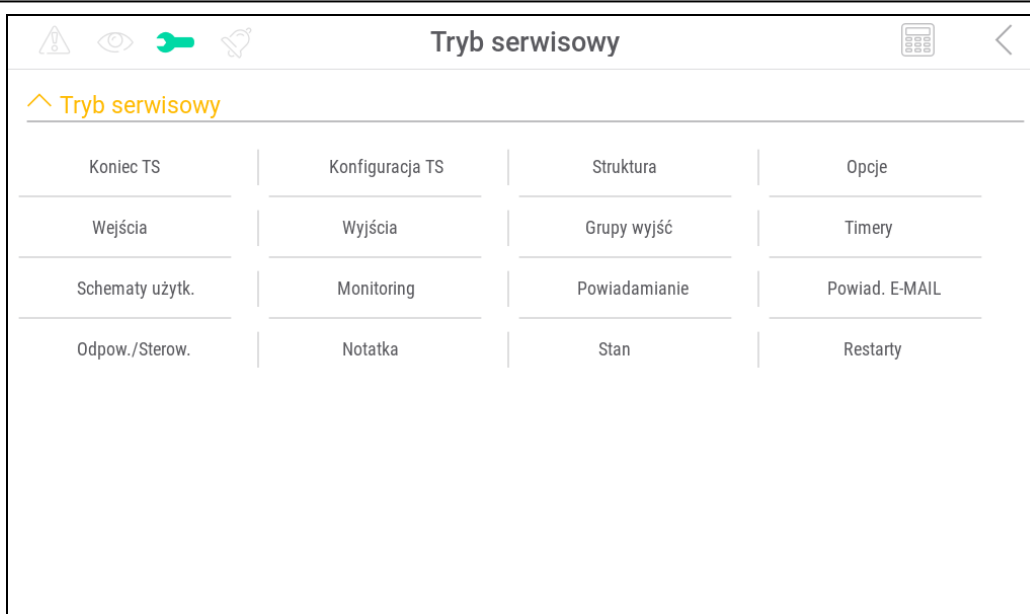 Tryb serwisowy
Tryb serwisowy
Koniec TS Konfiguracja TS Struktura Opcje
Wejścia Wyjścia Grupy wyjść Timery
Schematy użytk. Monitoring Powiadamianie Powiad. E-MAIL
Odpow./Sterow. Notatka Stan Restarty